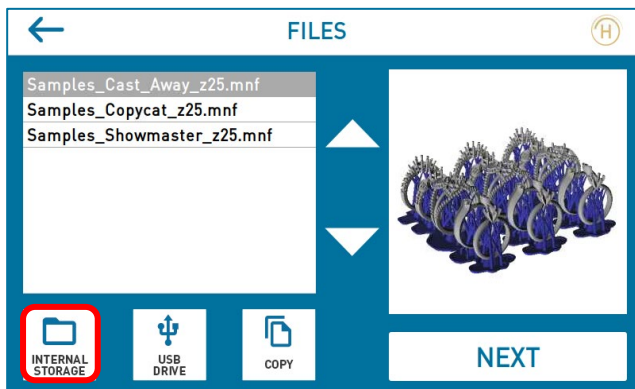 FILES
H
Samples_Cast_Away_z25.mnf
Samples_Copycat_z25.mnf
Samples_Showmaster_z25.mnf
INTERNAL
STORAGE
USB
DRIVE
COPY
NEXT